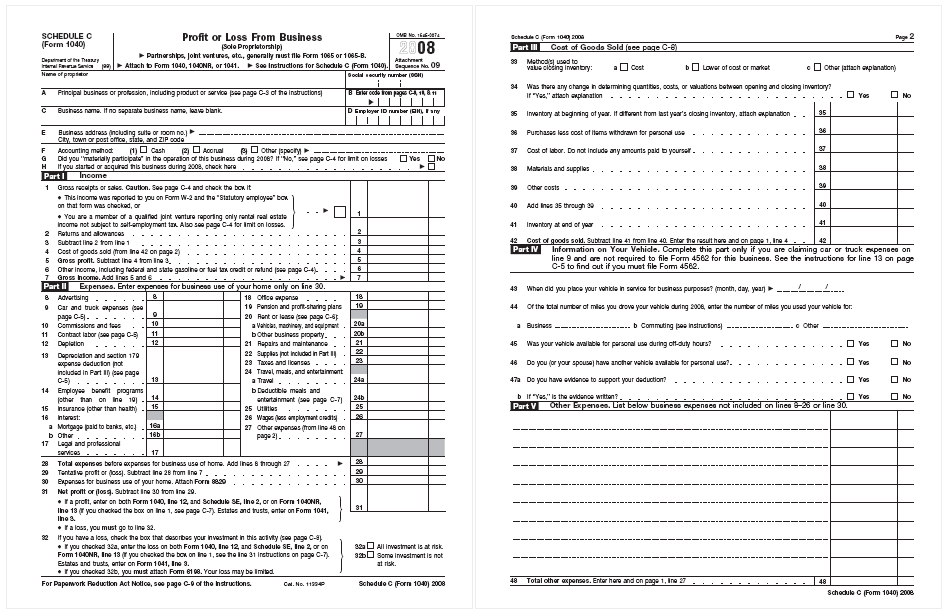 SCHEDULE C
(Form 1040)
Department of the Treasury
Internal Revenue Service (99)
Profit or Loss From Business
(Sole Proprietorship)
► Partnerships, joint ventures, etc., generally must file Form 1065 or 1065-B.
► Attach to Form 1040, 1040NR, or 1041. ► See Instructions for Schedule C (Form 1040).
OMB No. 1545-0074
2008
Attachment
Sequence No. 09
Name of proprietor
Social security number (SSN)
A Principal business or profession, including product or service (see page C-3 of the instructions)
B Enter code from pages C-9, 10, & 11
►
C Business name. If no separate business name, leave blank.
D Employer ID number (EIN), if any
E Business address (including suite or room no.) ►
City, town or post office, state, and ZIP code
F Accounting method: (1) Cash (2) Accrual (3) Other (specify) ►
G Did you "materially participate" in the operation of this business during 2008? If "No," see page C-4 for limit on losses Yes No
H If you started or acquired this business during 2008, check here ►
Part I Income
1 Gross receipts or sales. Caution. See page C-4 and check the box if:
• This income was reported to you on Form W-2 and the "Statutory employee" box
on that form was checked, or
• You are a member of a qualified joint venture reporting only rental real estate
income not subject to self-employment tax. Also see page C-4 for limit on losses.
► 1
2 Returns and allowances 2
3 Subtract line 2 from line 1 3
4 Cost of goods sold (from line 42 on page 2) 4
5 Gross profit. Subtract line 4 from line 3. 5
6 Other income, including federal and state gasoline or fuel tax credit or refund (see page C-4). 6
7 Gross income. Add lines 5 and 6 ► 7
Part II Expenses. Enter expenses for business use of your home only on line 30.
8 Advertising 8
9 Car and truck expenses (see
page C-5) 9
10 Commissions and fees 10
11 Contract labor (see page C-5) 11
12 Depletion 12
13 Depreciation and section 179
expense deduction (not
included in Part III) (see page
C-5) 13
14 Employee benefit programs
(other than on line 19) 14
15 Insurance (other than health) 15
16 Interest:
a Mortgage (paid to banks, etc.) 16a
b Other 16b
17 Legal and professional
services 17
18 Office expense 18
19 Pension and profit-sharing plans 19
20 Rent or lease (see page C-6):
a Vehicles, machinery, and equipment 20a
b Other business property 20b
21 Repairs and maintenance 21
22 Supplies (not included in Part III) 22
23 Taxes and licenses 23
24 Travel, meals, and entertainment:
a Travel 24a
b Deductible meals and
entertainment (see page C-7) 24b
25 Utilities 25
26 Wages (less employment credits) 26
27 Other expenses (from line 48 on
page 2) 27
28 Total expenses before expenses for business use of home. Add lines 8 through 27 ► 28
29 Tentative profit or (loss). Subtract line 28 from line 7 29
30 Expenses for business use of your home. Attach Form 8829 30
31 Net profit or (loss). Subtract line 30 from line 29.
• If a profit, enter on both Form 1040, line 12, and Schedule SE, line 2, or on Form 1040NR,
line 13 (if you checked the box on line 1, see page C-7). Estates and trusts, enter on Form 1041,
line 3.
• If a loss, you must go to line 32.
31
32 If you have a loss, check the box that describes your investment in this activity (see page C-8).
• If you checked 32a, enter the loss on both Form 1040, line 12, and Schedule SE, line 2, or on
Form 1040NR, line 13 (if you checked the box on line 1, see the line 31 instructions on page C-7).
Estates and trusts, enter on Form 1041, line 3.
• If you checked 32b, you must attach Form 6198. Your loss may be limited.
32a All investment is at risk.
32b Some investment is not
at risk.
For Paperwork Reduction Act Notice, see page C-9 of the instructions. Cat. No. 11334P Schedule C (Form 1040) 2008
Schedule C (Form 1040) 2008 Page 2
Part III Cost of Goods Sold (see page C-8)
33 Method(s) used to
value closing inventory: a Cost b Lower of cost or market c Other (attach explanation)
34 Was there any change in determining quantities, costs, or valuations between opening and closing inventory?
If "Yes," attach explanation Yes No
35 Inventory at beginning of year. If different from last year's closing inventory, attach explanation 35
36 Purchases less cost of items withdrawn for personal use 36
37 Cost of labor. Do not include any amounts paid to yourself 37
38 Materials and supplies 38
39 Other costs 39
40 Add lines 35 through 39 40
41 Inventory at end of year 41
42 Cost of goods sold. Subtract line 41 from line 40. Enter the result here and on page 1, line 4 42
Part IV Information on Your Vehicle. Complete this part only if you are claiming car or truck expenses on
line 9 and are not required to file Form 4562 for this business. See the instructions for line 13 on page
C-5 to find out if you must file Form 4562.
43 When did you place your vehicle in service for business purposes? (month, day, year) ► / /
44 Of the total number of miles you drove your vehicle during 2008, enter the number of miles you used your vehicle for:
a Business b Commuting (see instructions) c Other
45 Was your vehicle available for personal use during off-duty hours? Yes No
46 Do you (or your spouse) have another vehicle available for personal use? Yes No
47a Do you have evidence to support your deduction? Yes No
b If "Yes," is the evidence written? Yes No
Part V Other Expenses. List below business expenses not included on lines 8–26 or line 30.
48 Total other expenses. Enter here and on page 1, line 27 48
Schedule C (Form 1040) 2008